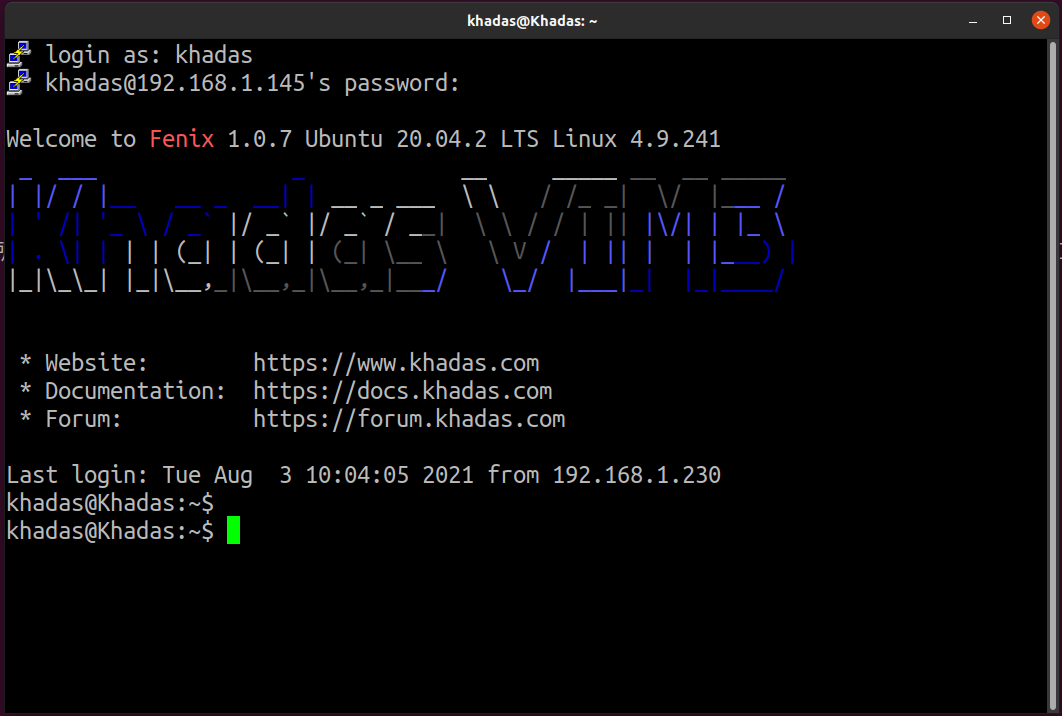 khadas@Khadas: ~
login as: khadas
khadas@192.168.1.145's password:
Welcome to Fenix 1.0.7 Ubuntu 20.04.2 LTS Linux 4.9.241
Khadas VIM3
* Website: https://www.khadas.com
* Documentation: https://docs.khadas.com
* Forum: https://forum.khadas.com
Last login: Tue Aug  3 10:04:05 2021 from 192.168.1.230
khadas@Khadas:~$
khadas@Khadas:~$